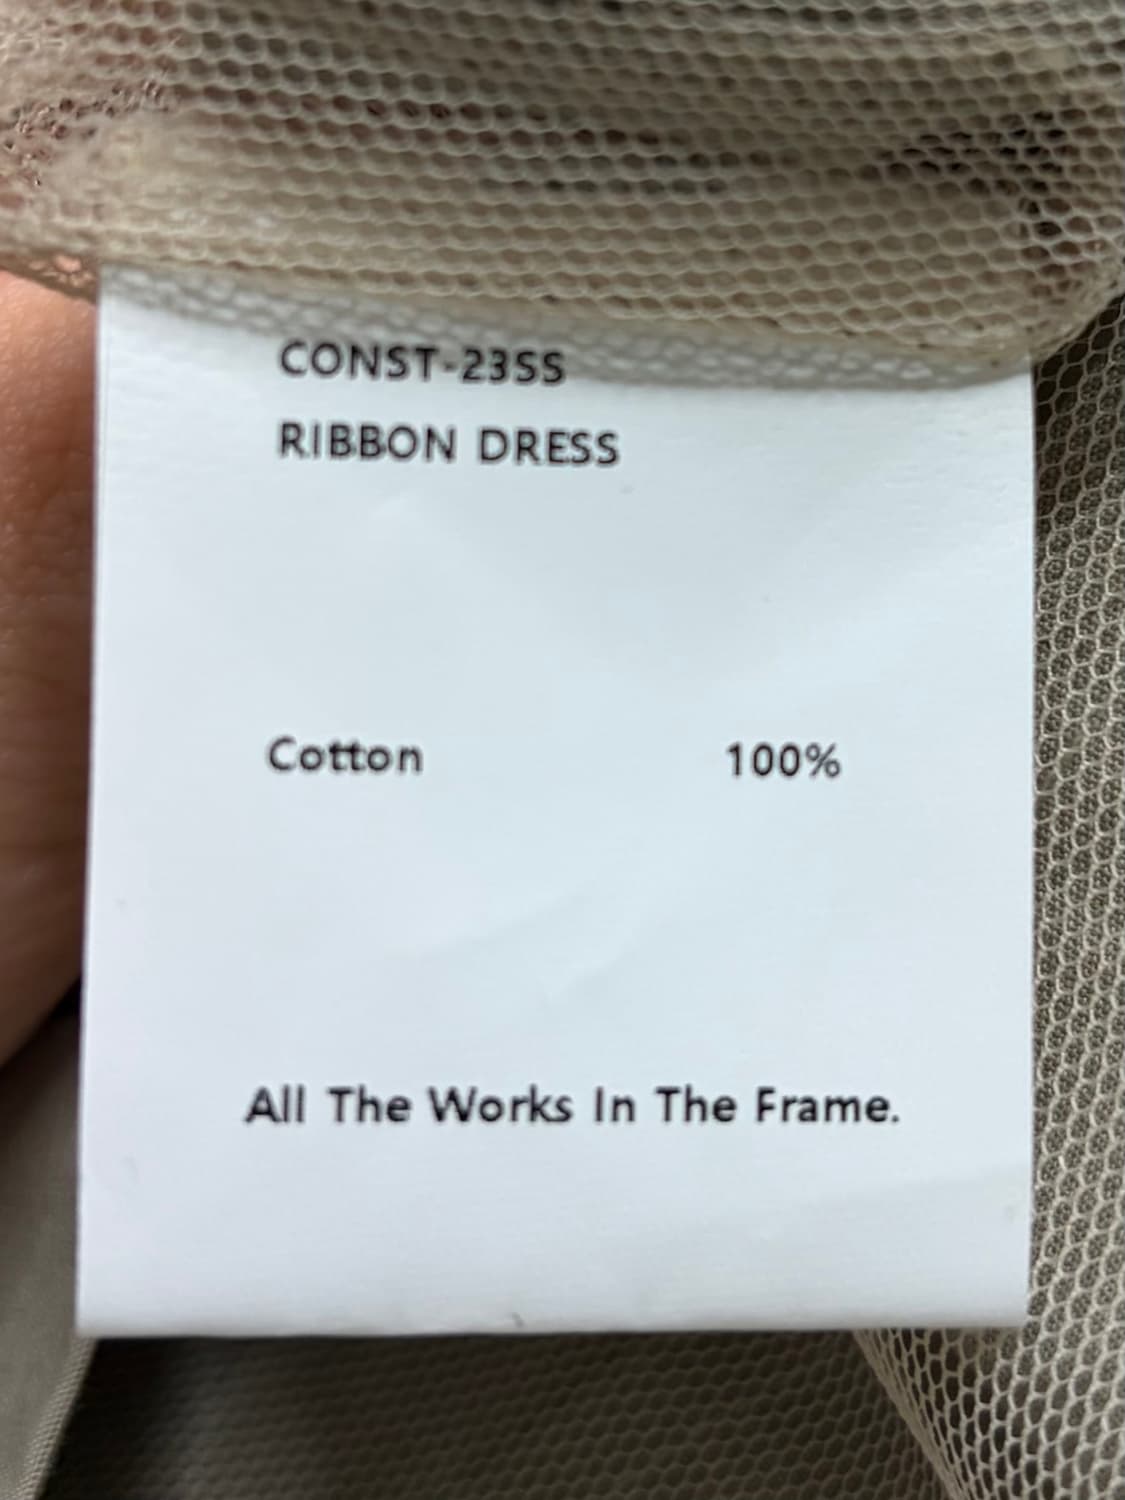 CONST-23SS
RIBBON DRESS
Cotton 100%
All The Works In The Frame.